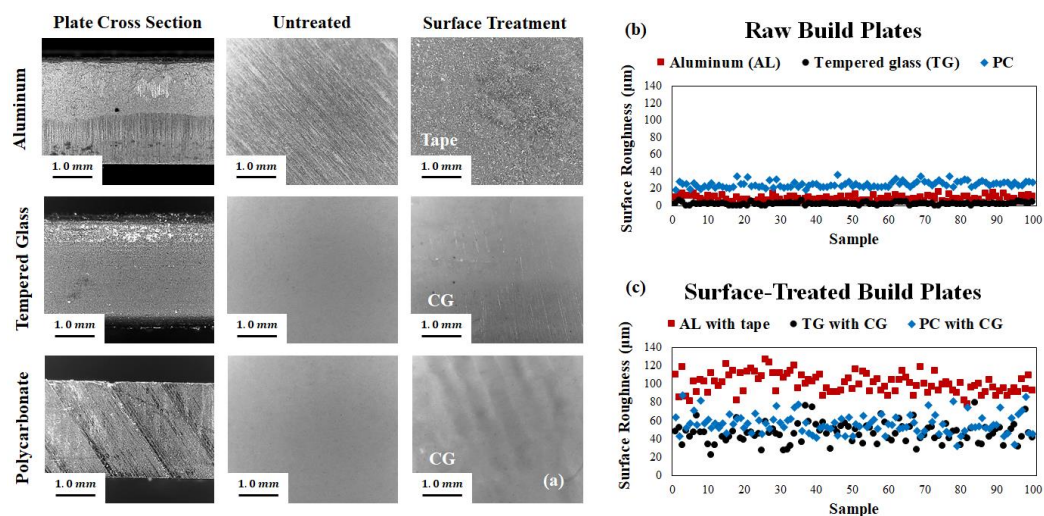 Plate Cross Section
Untreated
Surface Treatment
Aluminum
1.0 mm
1.0 mm
Tape
1.0 mm
Tempered Glass
1.0 mm
1.0 mm
CG
1.0 mm
Polycarbonate
1.0 mm
1.0 mm
CG
(a)
1.0 mm
(b)
Raw Build Plates
Aluminum (AL) Tempered glass (TG) PC
Surface Roughness (µm)
140
120
100
80
60
40
20
0
0 10 20 30 40 50 60 70 80 90 100
Sample
(c)
Surface-Treated Build Plates
AL with tape TG with CG PC with CG
Surface Roughness (µm)
140
120
100
80
60
40
20
0
0 10 20 30 40 50 60 70 80 90 100
Sample